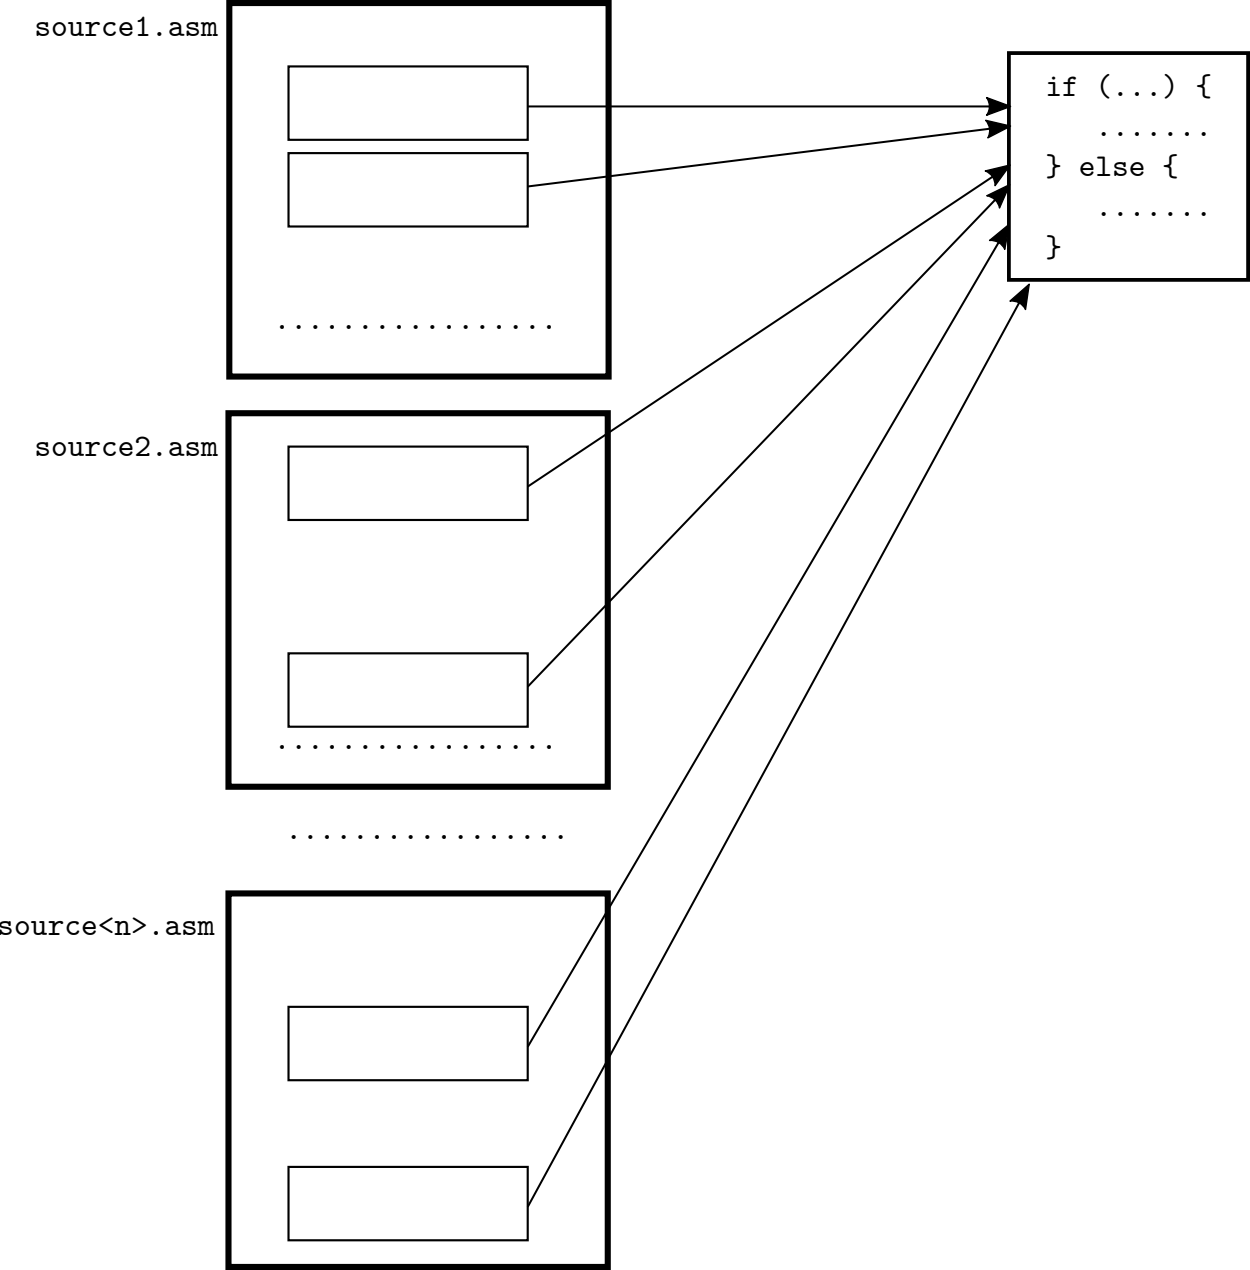 source1.asm
if (...) {
.......
} else {
.......
}
.................
source2.asm
.................
.................
source<n>.asm